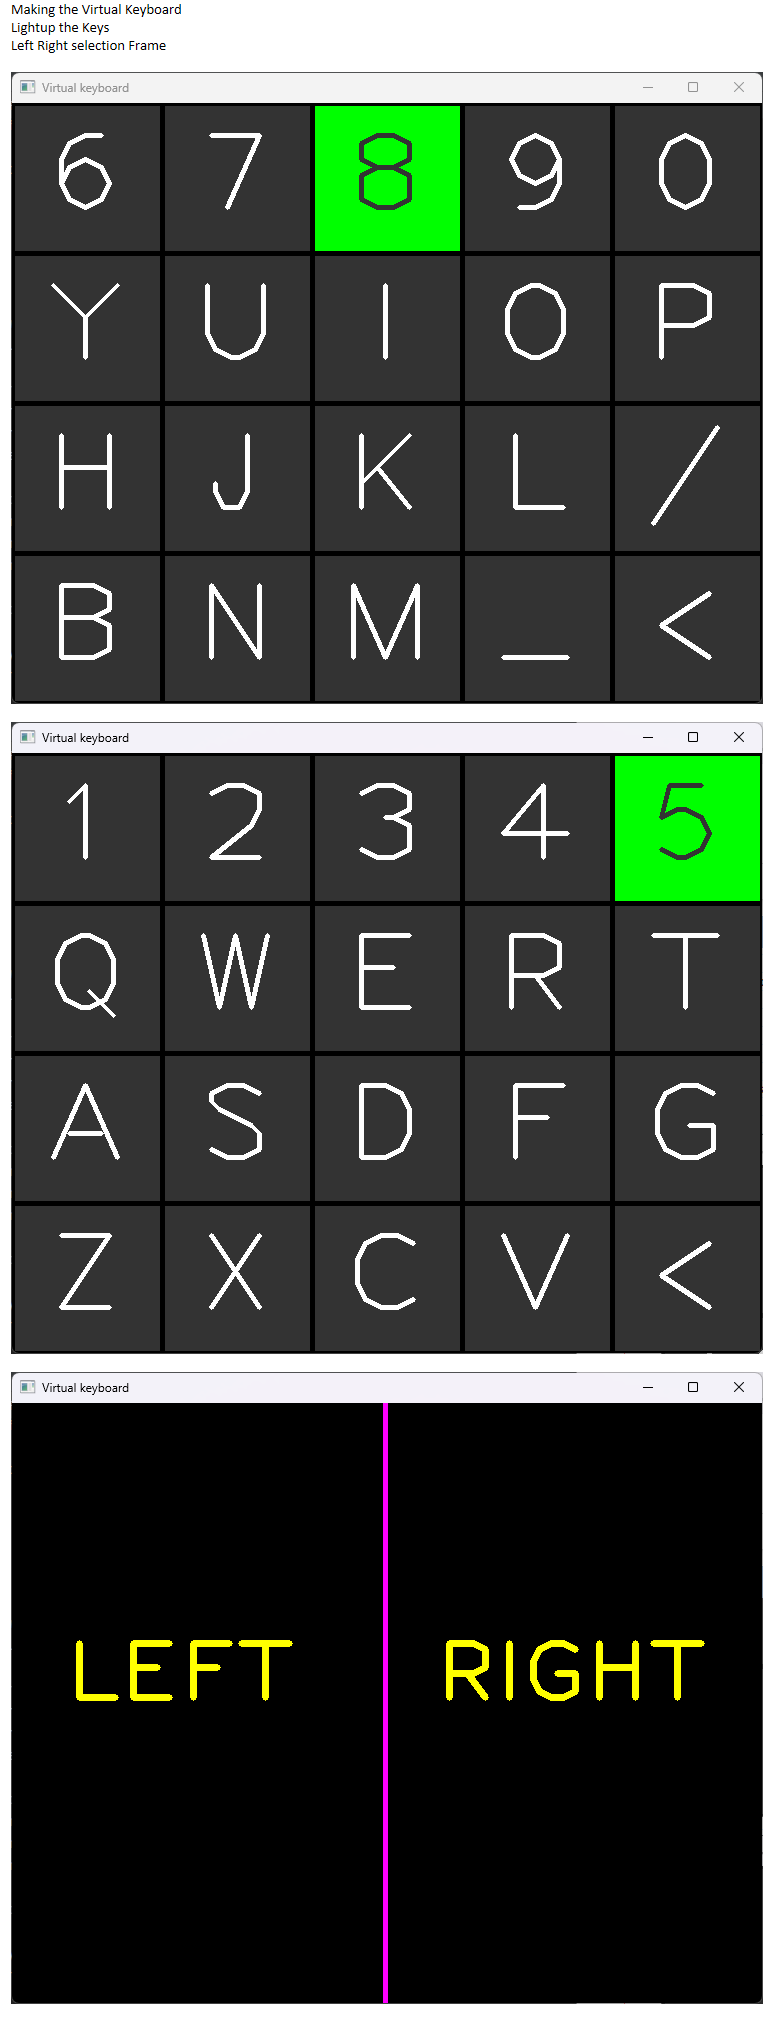 Making the Virtual Keyboard
Lightup the Keys
Left Right selection Frame
Virtual keyboard
6 7 8 9 0
Y U I O P
H J K L /
B N M _ <
Virtual keyboard
1 2 3 4 5
Q W E R T
A S D F G
Z X C V <
Virtual keyboard
LEFT RIGHT